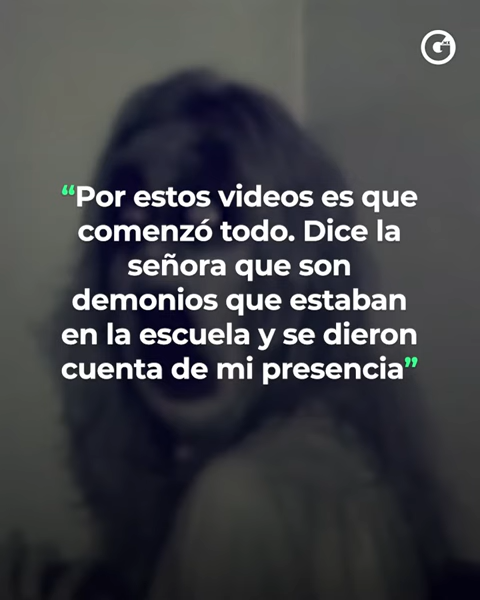 “Por estos videos es que
comenzó todo. Dice la
señora que son
demonios que estaban
en la escuela y se dieron
cuenta de mi presencia”